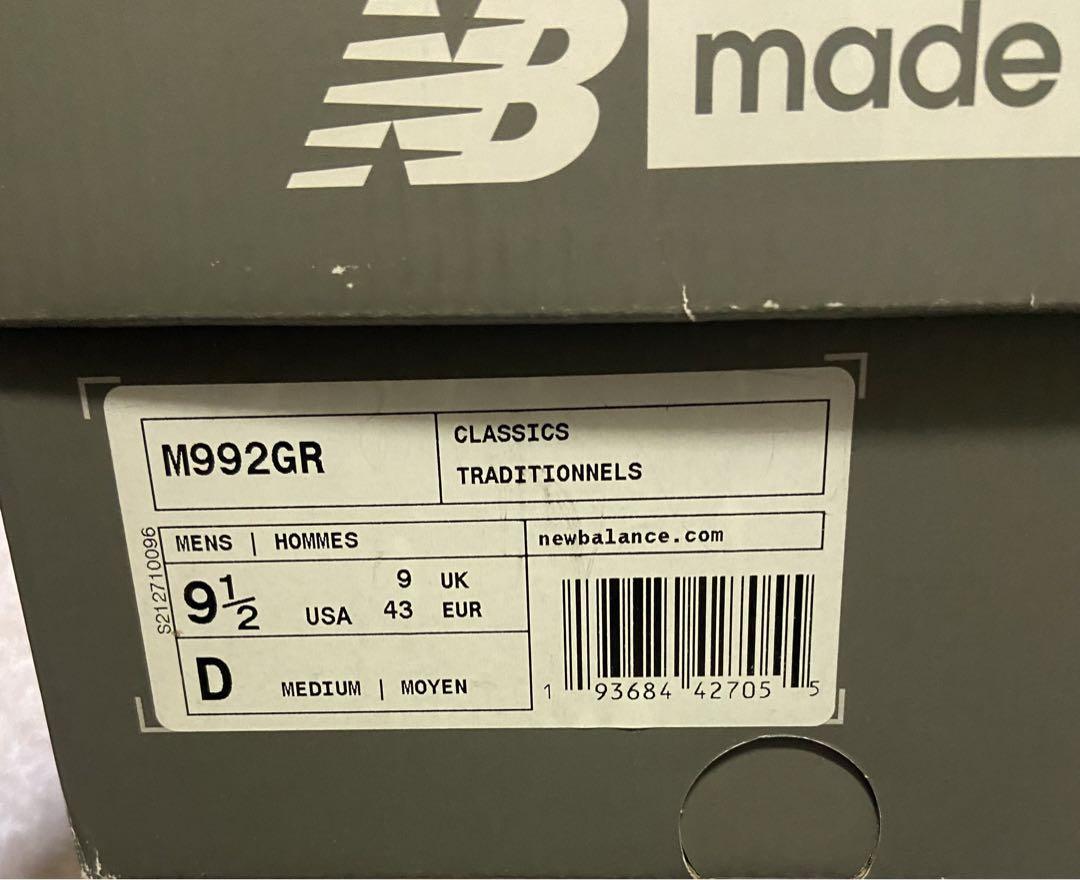 NB
made
M992GR
CLASSICS
TRADITIONNELS
MENS | HOMMES
newbalance.com
9½ USA
9 UK
43 EUR
D
MEDIUM | MOYEN
S212710096
1 93684 42705 5